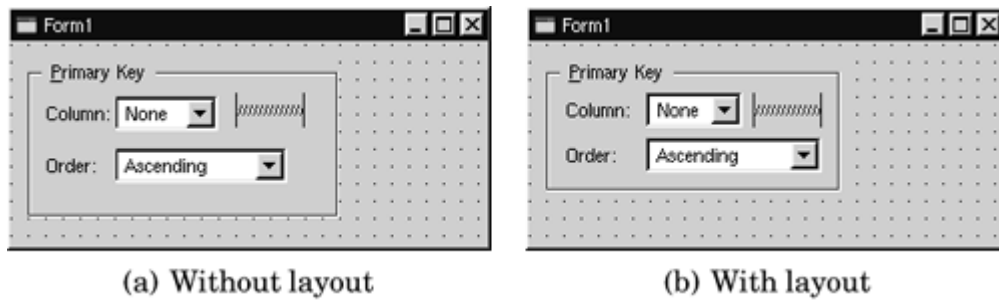 Form1
Primary Key
Column: None
Order: Ascending
(a) Without layout
Form1
Primary Key
Column: None
Order: Ascending
(b) With layout